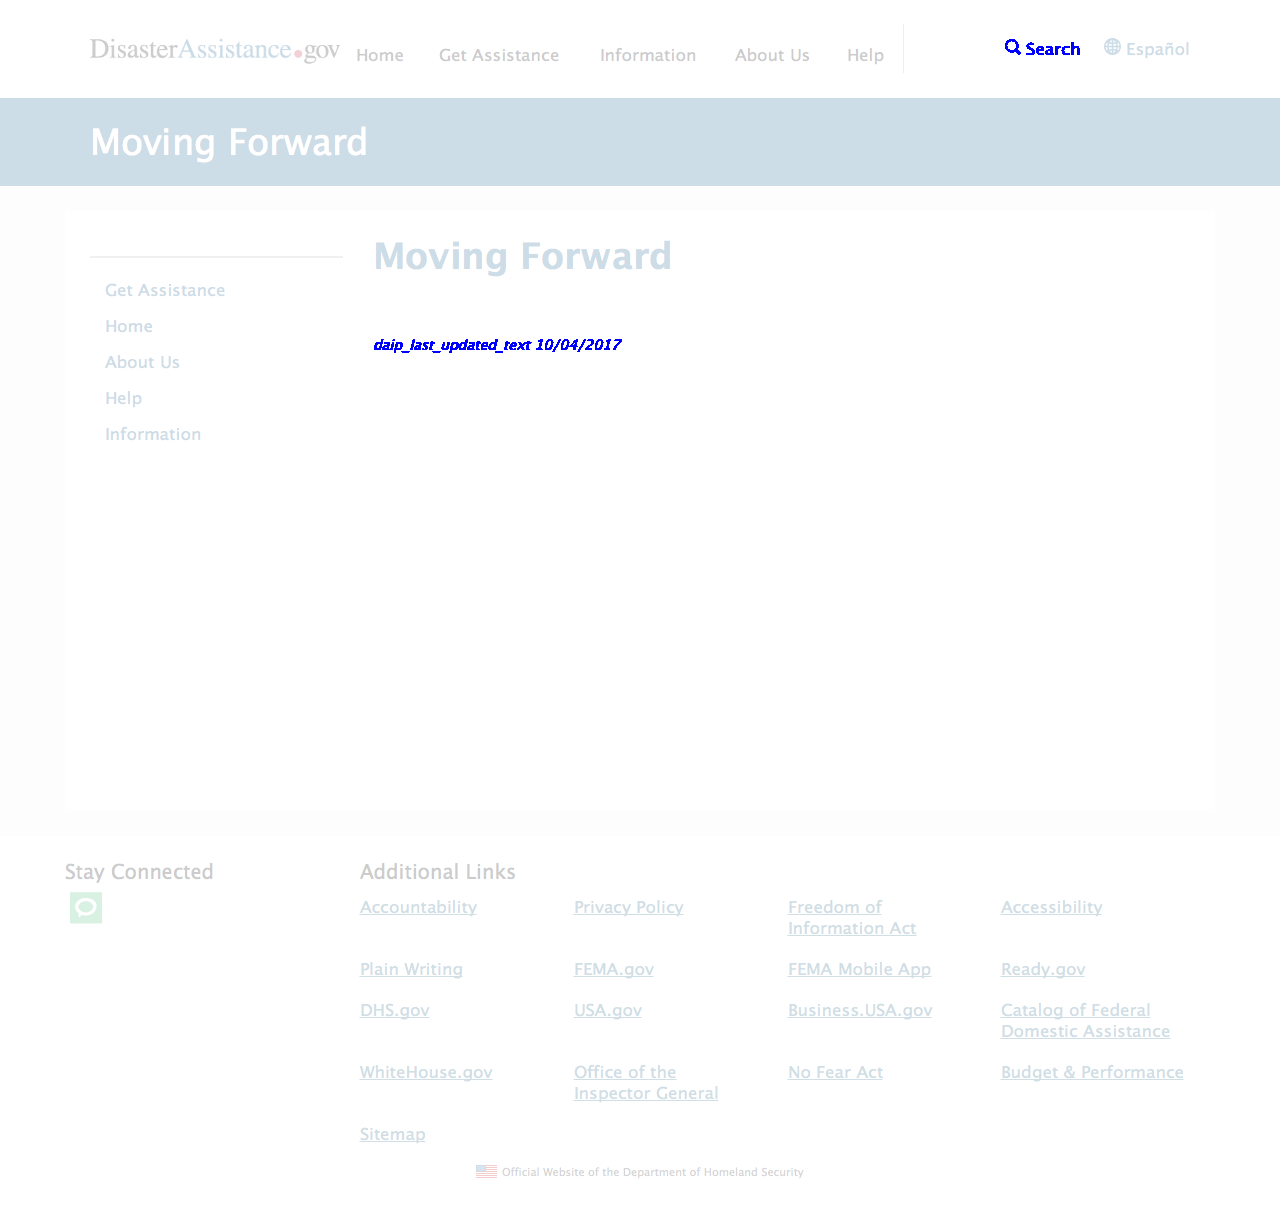 DisasterAssistance.gov Home Get Assistance Information About Us Help Search Español
Moving Forward
Moving Forward
daip_last_updated_text 10/04/2017
Get Assistance
Home
About Us
Help
Information
Stay Connected
Additional Links
Accountability Privacy Policy Freedom of Accessibility
Information Act
Plain Writing FEMA.gov FEMA Mobile App Ready.gov
DHS.gov USA.gov Business.USA.gov Catalog of Federal
Domestic Assistance
WhiteHouse.gov Office of the No Fear Act Budget & Performance
Inspector General
Sitemap
Official Website of the Department of Homeland Security